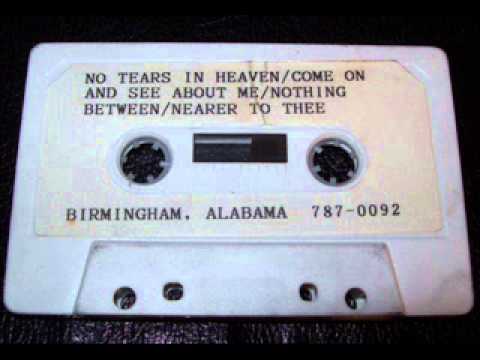 NO TEARS IN HEAVEN/COME ON
AND SEE ABOUT ME/NOTHING
BETWEEN/NEARER TO THEE
BIRMINGHAM, ALABAMA 787-0092